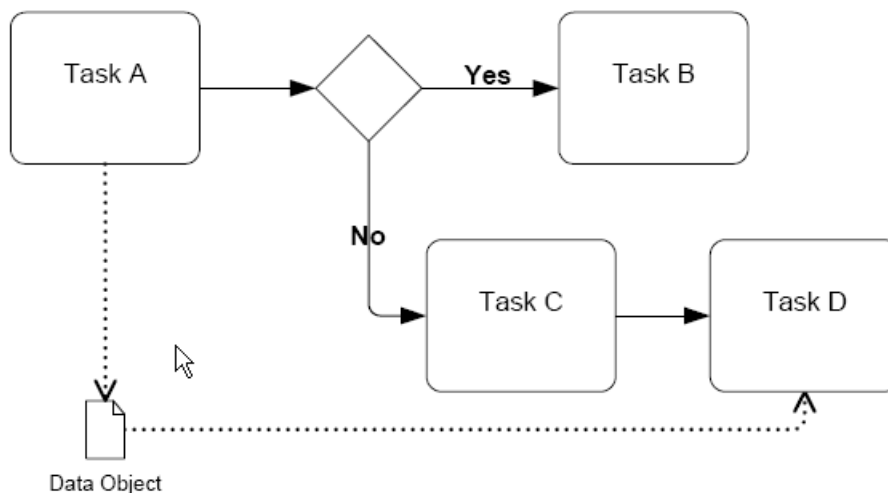 Task A
Yes
Task B
No
Task C
Task D
Data Object